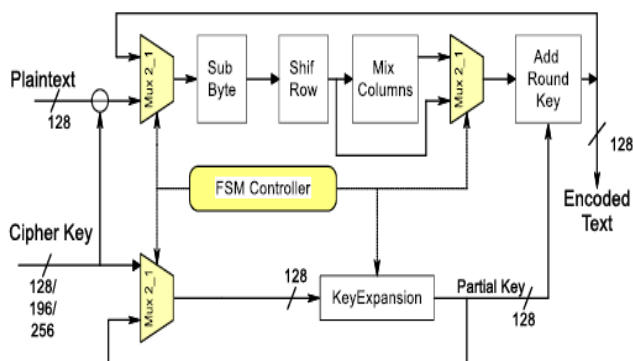 Plaintext
128
Mux 2_1
Sub
Byte
Shif
Row
Mix
Columns
Mux 2_1
Add
Round
Key
128
Encoded
Text
FSM Controller
Cipher Key
128/
196/
256
Mux 2_1
128
KeyExpansion
Partial Key
128